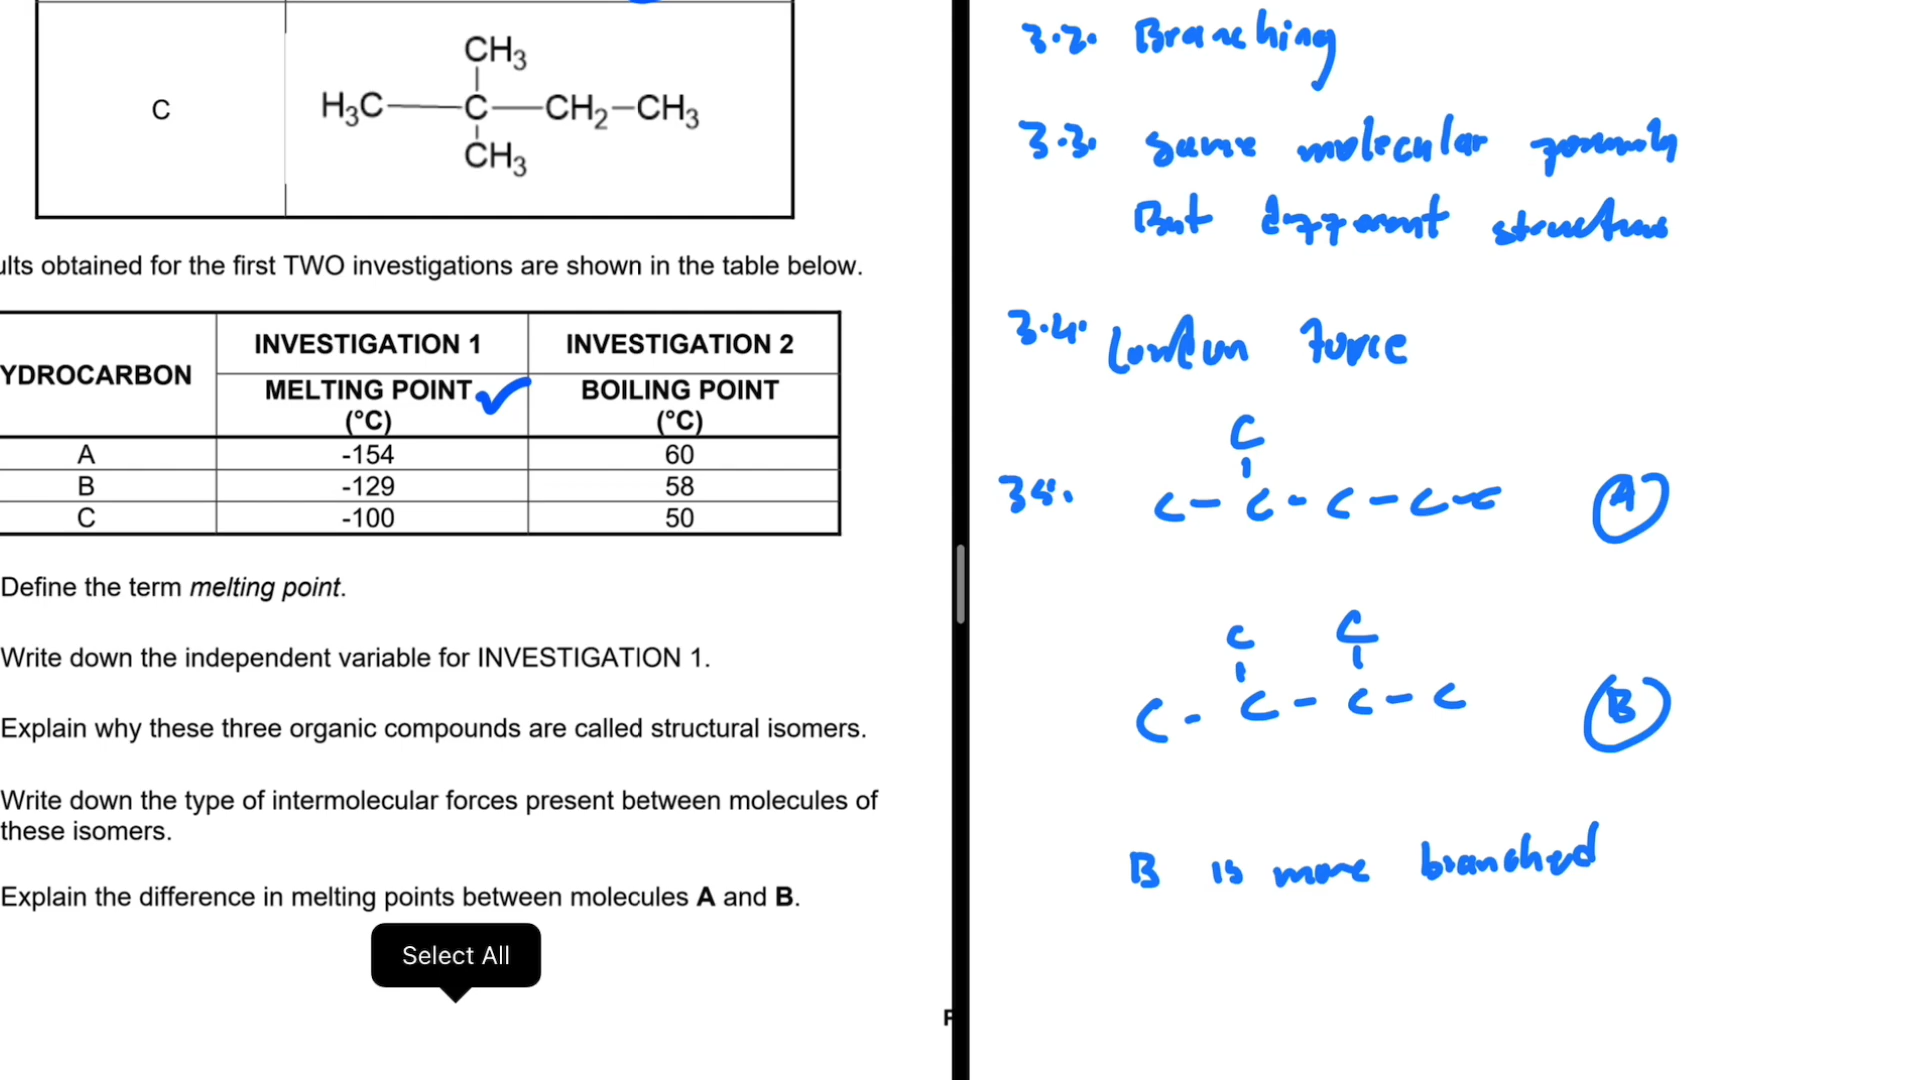 C
CH3
H3C—C—CH2—CH3
CH3
ults obtained for the first TWO investigations are shown in the table below.
YDROCARBON
INVESTIGATION 1
INVESTIGATION 2
MELTING POINT (°C)
BOILING POINT (°C)
A -154 60
B -129 58
C -100 50
Define the term melting point.
Write down the independent variable for INVESTIGATION 1.
Explain why these three organic compounds are called structural isomers.
Write down the type of intermolecular forces present between molecules of
these isomers.
Explain the difference in melting points between molecules A and B.
Select All
3.2. Branching
3.3. Same molecular
But different structures
3.4. London Force
C
3.5. C - C - C - C - C A
C C
C - C - C - C B
B is more branched